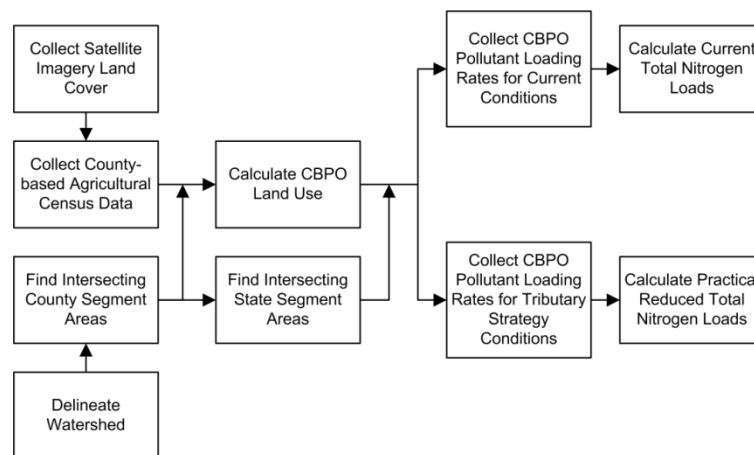 Collect Satellite
Imagery Land
Cover
Collect County-
based Agricultural
Census Data
Find Intersecting
County Segment
Areas
Delineate
Watershed
Calculate CBPO
Land Use
Find Intersecting
State Segment
Areas
Collect CBPO
Pollutant Loading
Rates for Current
Conditions
Calculate Current
Total Nitrogen
Loads
Collect CBPO
Pollutant Loading
Rates for Tributary
Strategy
Conditions
Calculate Practica
Reduced Total
Nitrogen Loads